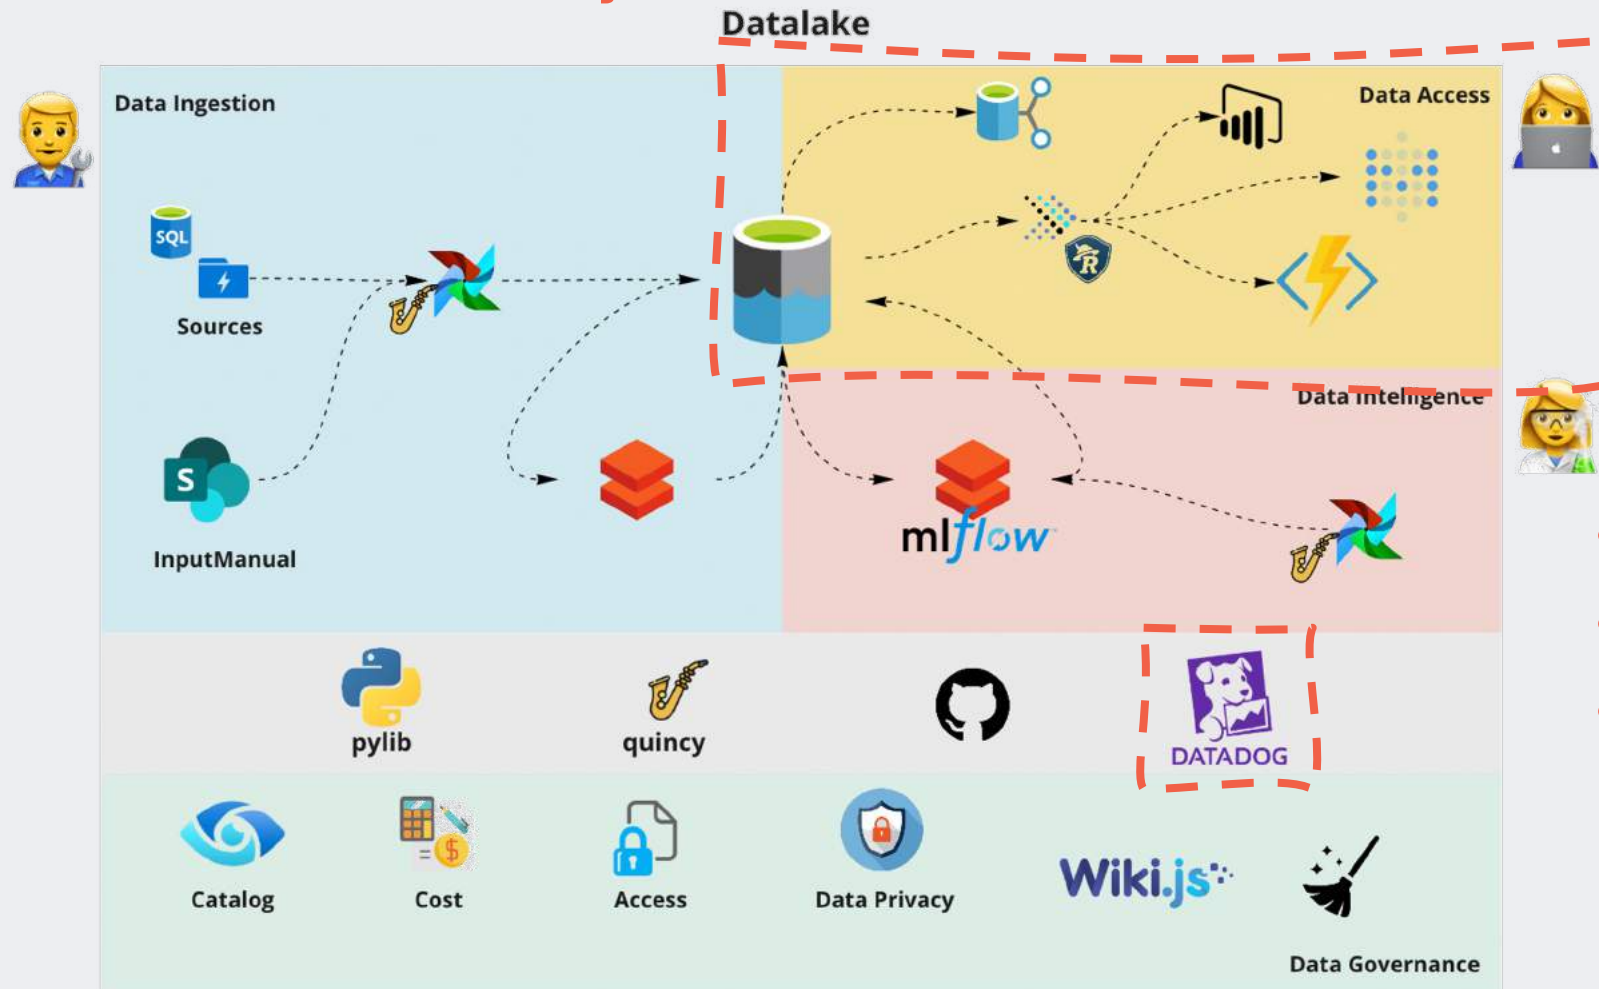 Datalake
Data Ingestion
Data Access
SQL
R
Sources
Data Intelligence
S
InputManual
mlflow
pylib
quincy
DATADOG
Catalog
Cost
Access
Data Privacy
Wiki.js
Data Governance